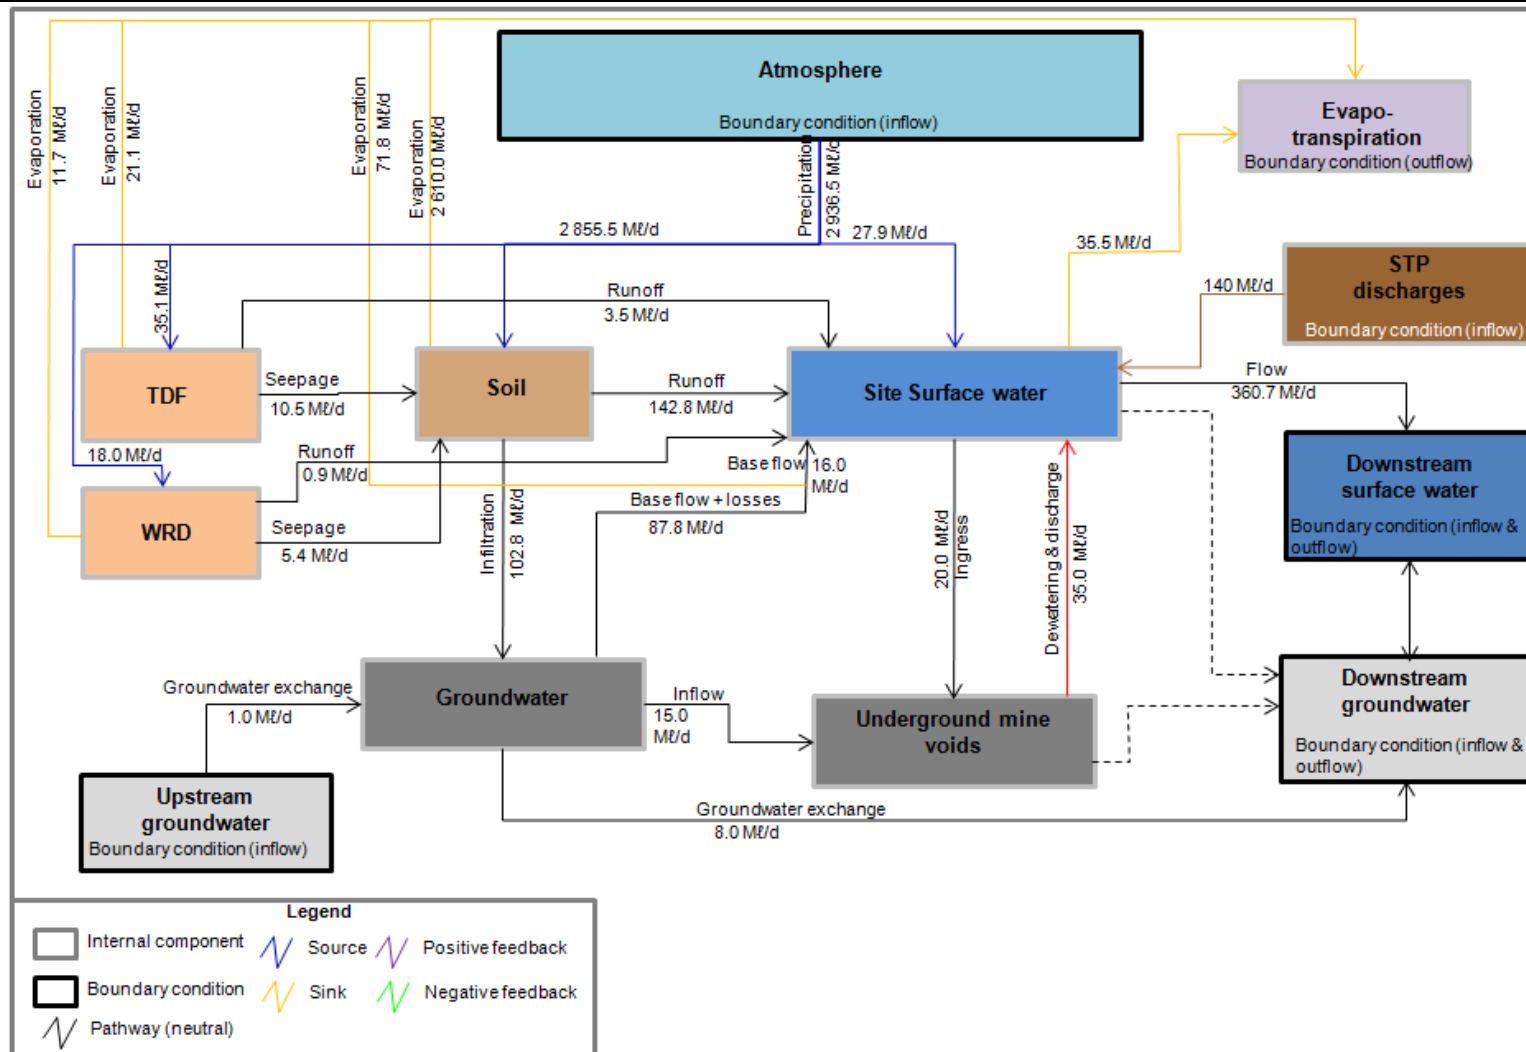 Atmosphere
Boundary condition (inflow)
Evaporation
11.7 Mℓ/d
Evaporation
21.1 Mℓ/d
Evaporation
71.8 Mℓ/d
Evaporation
2 610.0 Mℓ/d
Precipitation
2 936.5 Mℓ/d
Evapo-
transpiration
Boundary condition (outflow)
2 855.5 Mℓ/d
27.9 Mℓ/d
35.5 Mℓ/d
STP
discharges
Boundary condition (inflow)
140 Mℓ/d
35.1 Mℓ/d
Runoff
3.5 Mℓ/d
TDF
Seepage
10.5 Mℓ/d
Soil
Runoff
142.8 Mℓ/d
Site Surface water
Flow
360.7 Mℓ/d
18.0 Mℓ/d
Runoff
0.9 Mℓ/d
Base flow 16.0
Mℓ/d
WRD
Seepage
5.4 Mℓ/d
Infiltration
102.8 Mℓ/d
Base flow + losses
87.8 Mℓ/d
20.0 Mℓ/d
Ingress
Dewatering & discharge
35.0 Mℓ/d
Downstream
surface water
Boundary condition (inflow &
outflow)
Groundwater exchange
1.0 Mℓ/d
Groundwater
Inflow
15.0
Mℓ/d
Underground mine
voids
Downstream
groundwater
Boundary condition (inflow &
outflow)
Upstream
groundwater
Boundary condition (inflow)
Groundwater exchange
8.0 Mℓ/d
Legend
Internal component
Source
Positive feedback
Boundary condition
Sink
Negative feedback
Pathway (neutral)